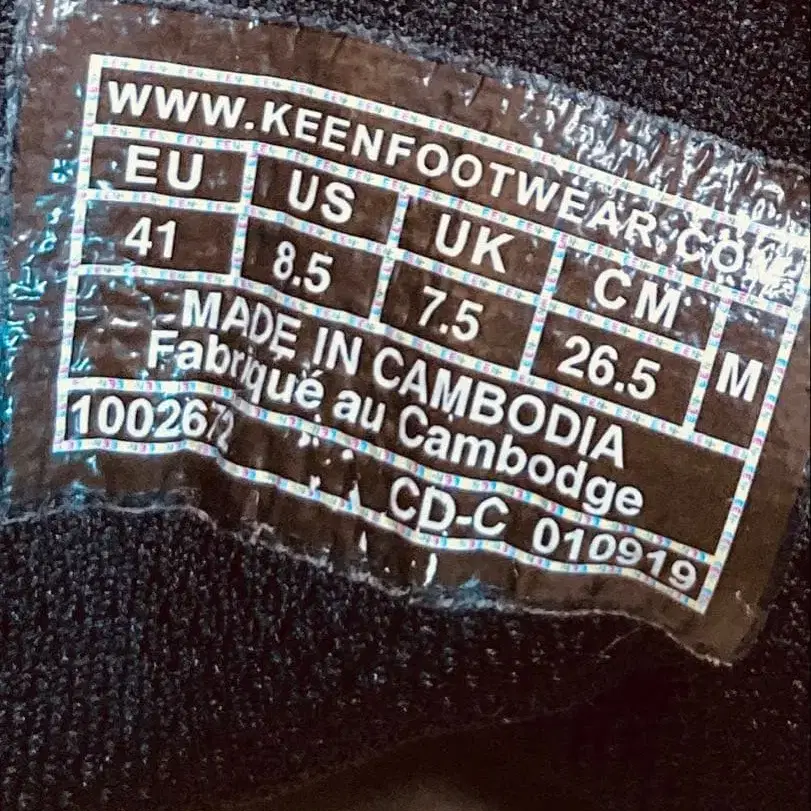 WWW.KEENFOOTWEAR.COM
EU US UK CM M
41 8.5 7.5 26.5
MADE IN CAMBODIA
Fabriqué au Cambodge
1002672 CD-C 010919